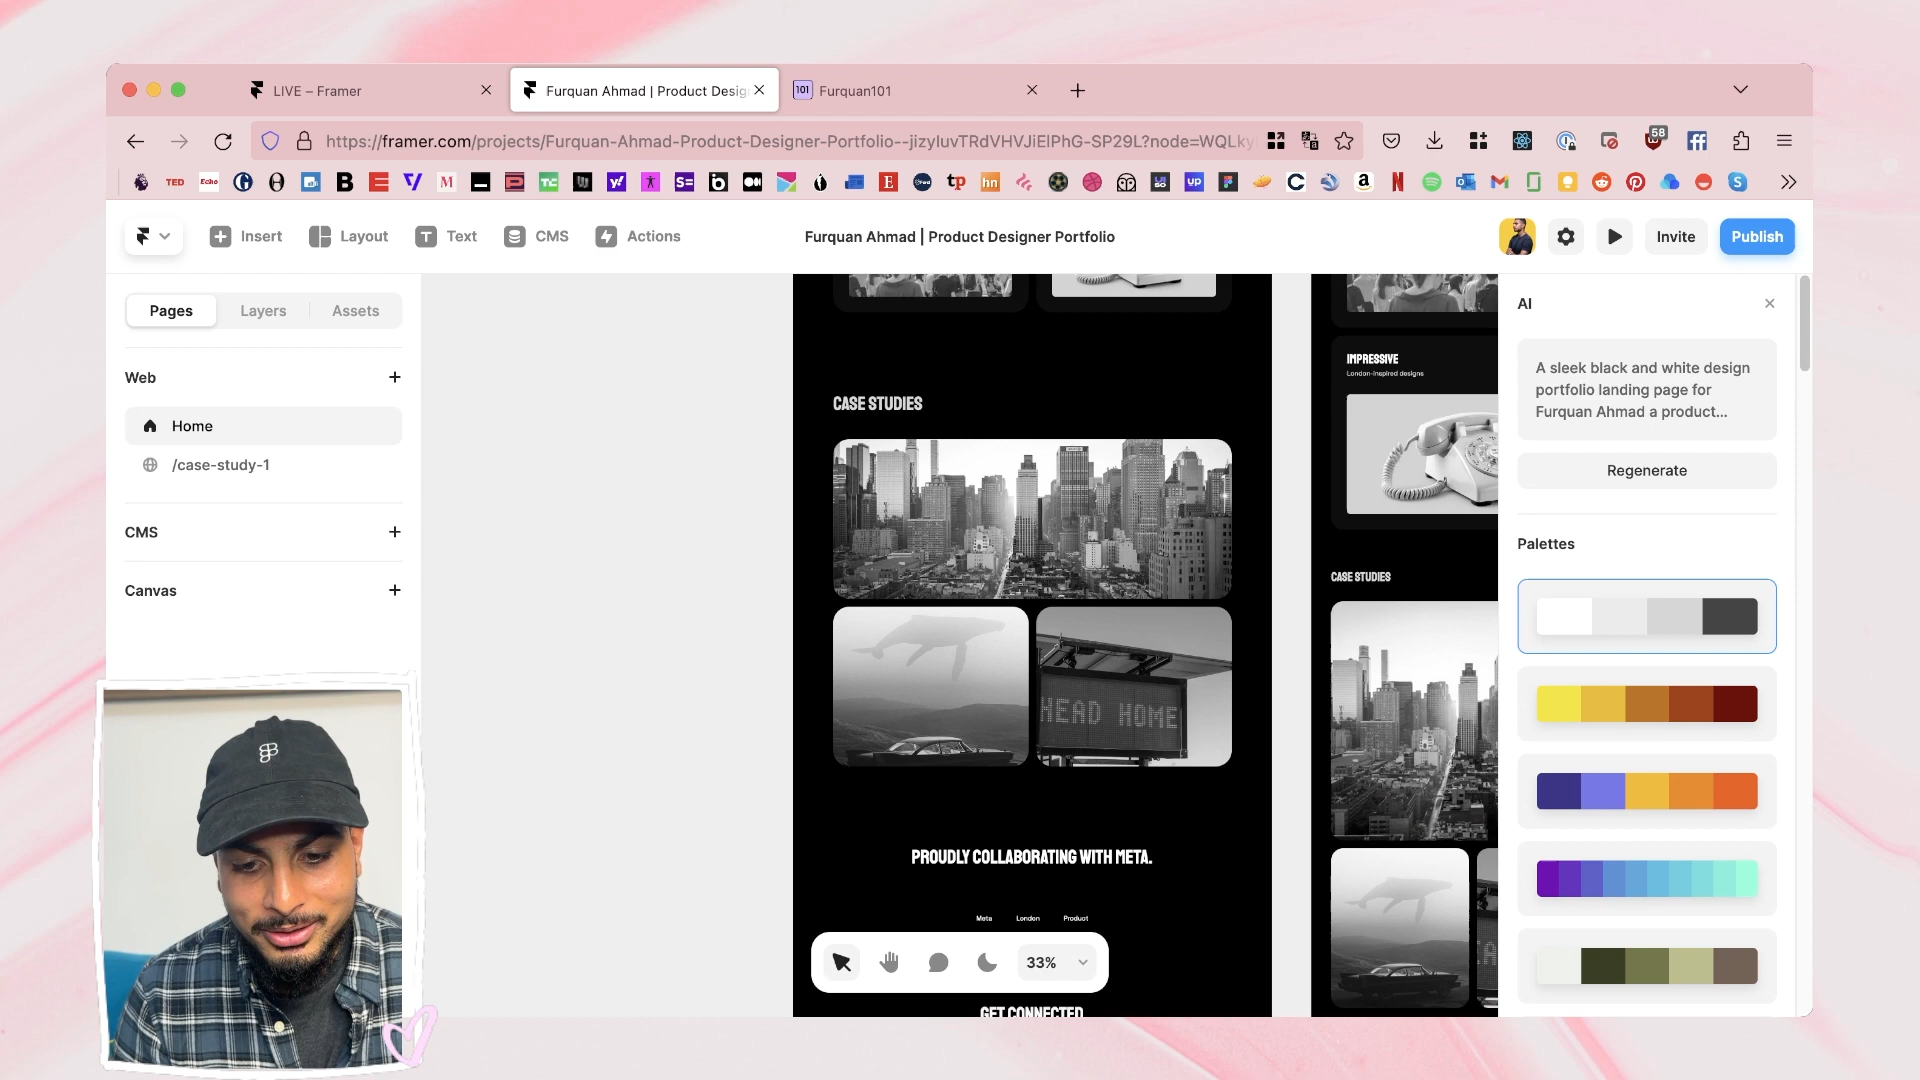 LIVE – Framer
Furquan Ahmad | Product Desig
101
Furquan101
https://framer.com/projects/Furquan-Ahmad-Product-Designer-Portfolio--jizyluvTRdVHVJiElPhG-SP29L?node=WQLky
58
TED
Echo
Insert
Layout
Text
CMS
Actions
Furquan Ahmad | Product Designer Portfolio
Invite
Publish
Pages
Layers
Assets
Web
Home
/case-study-1
CMS
Canvas
CASE STUDIES
HEAD HOME
PROUDLY COLLABORATING WITH META.
Meta
London
Product
33%
GET CONNECTED
IMPRESSIVE
London-inspired designs
CASE STUDIES
AI
A sleek black and white design
portfolio landing page for
Furquan Ahmad a product...
Regenerate
Palettes